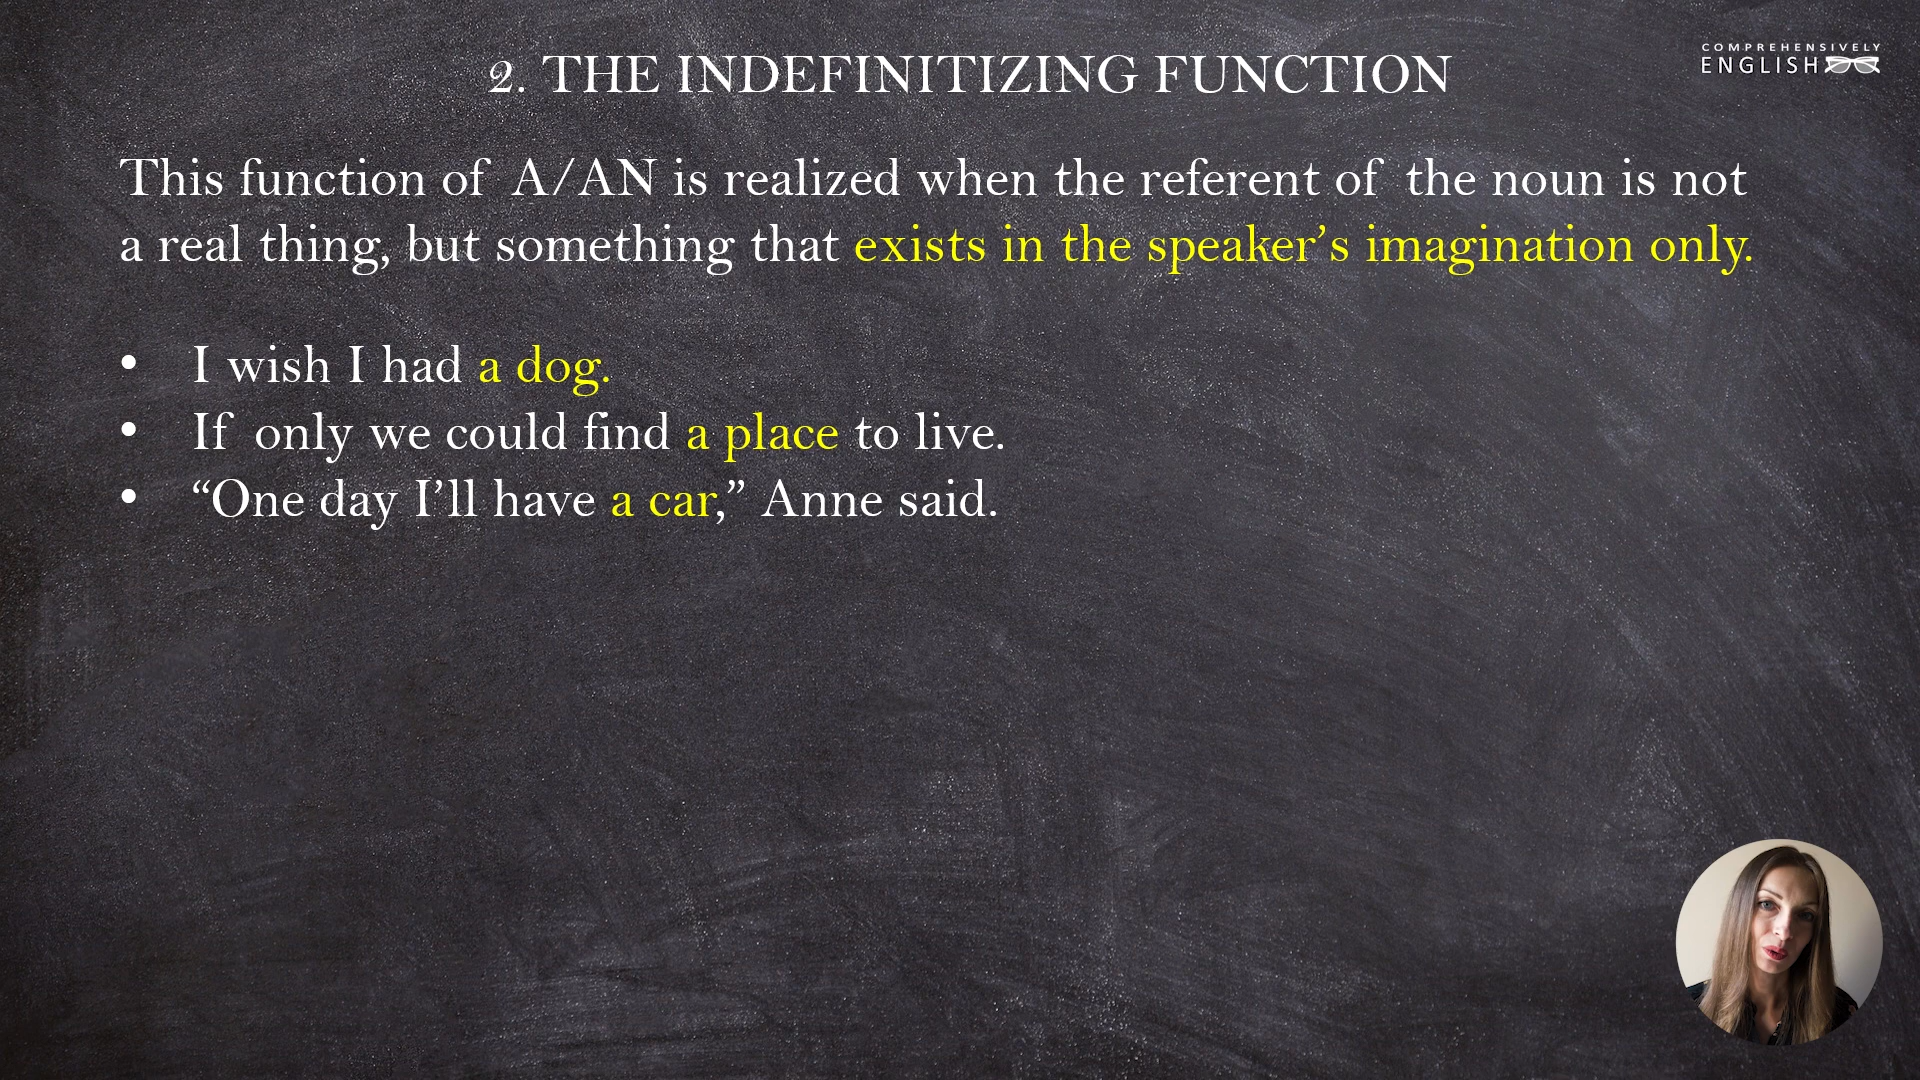 2. THE INDEFINITIZING FUNCTION
COMPREHENSIVELY
ENGLISH
This function of A/AN is realized when the referent of the noun is not
a real thing, but something that exists in the speaker’s imagination only.
• I wish I had a dog.
• If only we could find a place to live.
• “One day I’ll have a car,” Anne said.